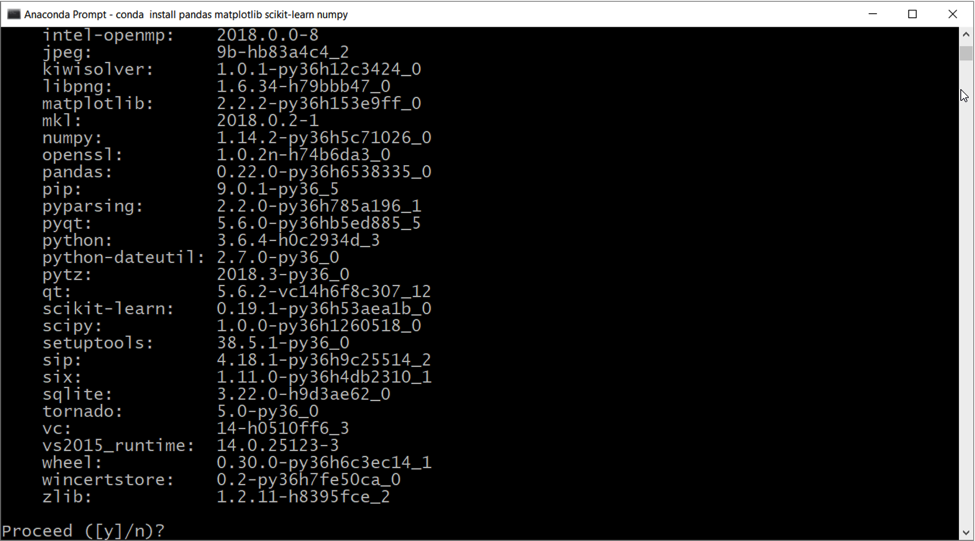 Anaconda Prompt - conda  install pandas matplotlib scikit-learn numpy
intel-openmp: 2018.0.0-8
jpeg: 9b-hb83a4c4_2
kiwisolver: 1.0.1-py36h12c3424_0
libpng: 1.6.34-h79bbb47_0
matplotlib: 2.2.2-py36h153e9ff_0
mkl: 2018.0.2-1
numpy: 1.14.2-py36h5c71026_0
openssl: 1.0.2n-h74b6da3_0
pandas: 0.22.0-py36h6538335_0
pip: 9.0.1-py36_5
pyparsing: 2.2.0-py36h785a196_1
pyqt: 5.6.0-py36hb5ed885_5
python: 3.6.4-h0c2934d_3
python-dateutil: 2.7.0-py36_0
pytz: 2018.3-py36_0
qt: 5.6.2-vc14h6f8c307_12
scikit-learn: 0.19.1-py36h53aea1b_0
scipy: 1.0.0-py36h1260518_0
setuptools: 38.5.1-py36_0
sip: 4.18.1-py36h9c25514_2
six: 1.11.0-py36h4db2310_1
sqlite: 3.22.0-h9d3ae62_0
tornado: 5.0-py36_0
vc: 14-h0510ff6_3
vs2015_runtime: 14.0.25123-3
wheel: 0.30.0-py36h6c3ec14_1
wincertstore: 0.2-py36h7fe50ca_0
zlib: 1.2.11-h8395fce_2
Proceed ([y]/n)?